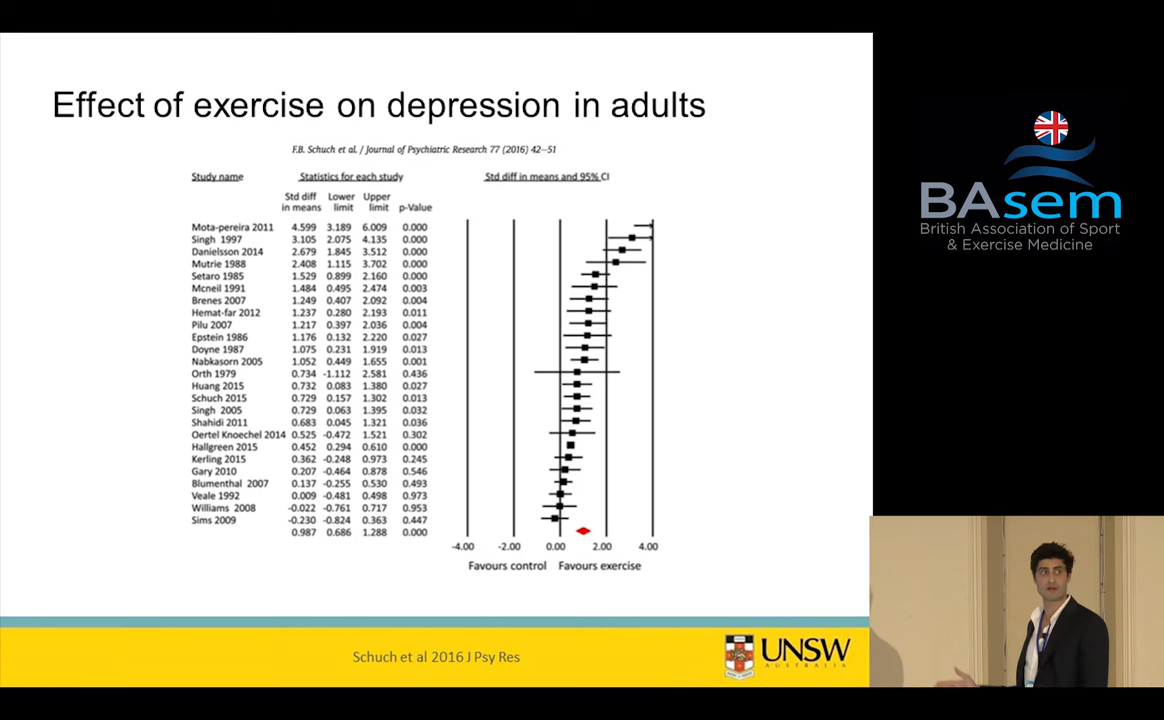 Effect of exercise on depression in adults
F.B. Schuch et al. / Journal of Psychiatric Research 77 (2016) 42–51
Study name Statistics for each study Std diff in means and 95% CI
Std diff Lower Upper
in means limit limit p-Value
Mota-pereira 2011 4.599 3.189 6.009 0.000
Singh 1997 3.105 2.075 4.135 0.000
Danielsson 2014 2.679 1.845 3.512 0.000
Mutrie 1988 2.408 1.115 3.702 0.000
Setaro 1985 1.529 0.899 2.160 0.000
Mcneil 1991 1.484 0.495 2.474 0.003
Brenes 2007 1.249 0.407 2.092 0.004
Hemat-far 2012 1.237 0.280 2.193 0.011
Pilu 2007 1.217 0.397 2.036 0.004
Epstein 1986 1.176 0.132 2.220 0.027
Doyne 1987 1.075 0.231 1.919 0.013
Nabkasorn 2005 1.052 0.449 1.655 0.001
Orth 1979 0.734 -1.112 2.581 0.436
Huang 2015 0.732 0.083 1.380 0.027
Schuch 2015 0.729 0.157 1.302 0.013
Singh 2005 0.729 0.063 1.395 0.032
Shahidi 2011 0.683 0.045 1.321 0.036
Oertel Knoechel 2014 0.525 -0.472 1.521 0.302
Hallgreen 2015 0.452 0.294 0.610 0.000
Kerling 2015 0.362 -0.248 0.973 0.245
Gary 2010 0.207 -0.464 0.878 0.546
Blumenthal 2007 0.137 -0.255 0.530 0.493
Veale 1992 0.009 -0.481 0.498 0.973
Williams 2008 -0.022 -0.761 0.717 0.953
Sims 2009 -0.230 -0.824 0.363 0.447
0.987 0.686 1.288 0.000
-4.00 -2.00 0.00 2.00 4.00
Favours control Favours exercise
Schuch et al 2016 J Psy Res
UNSW
AUSTRALIA
BAsem
British Association of Sport
& Exercise Medicine